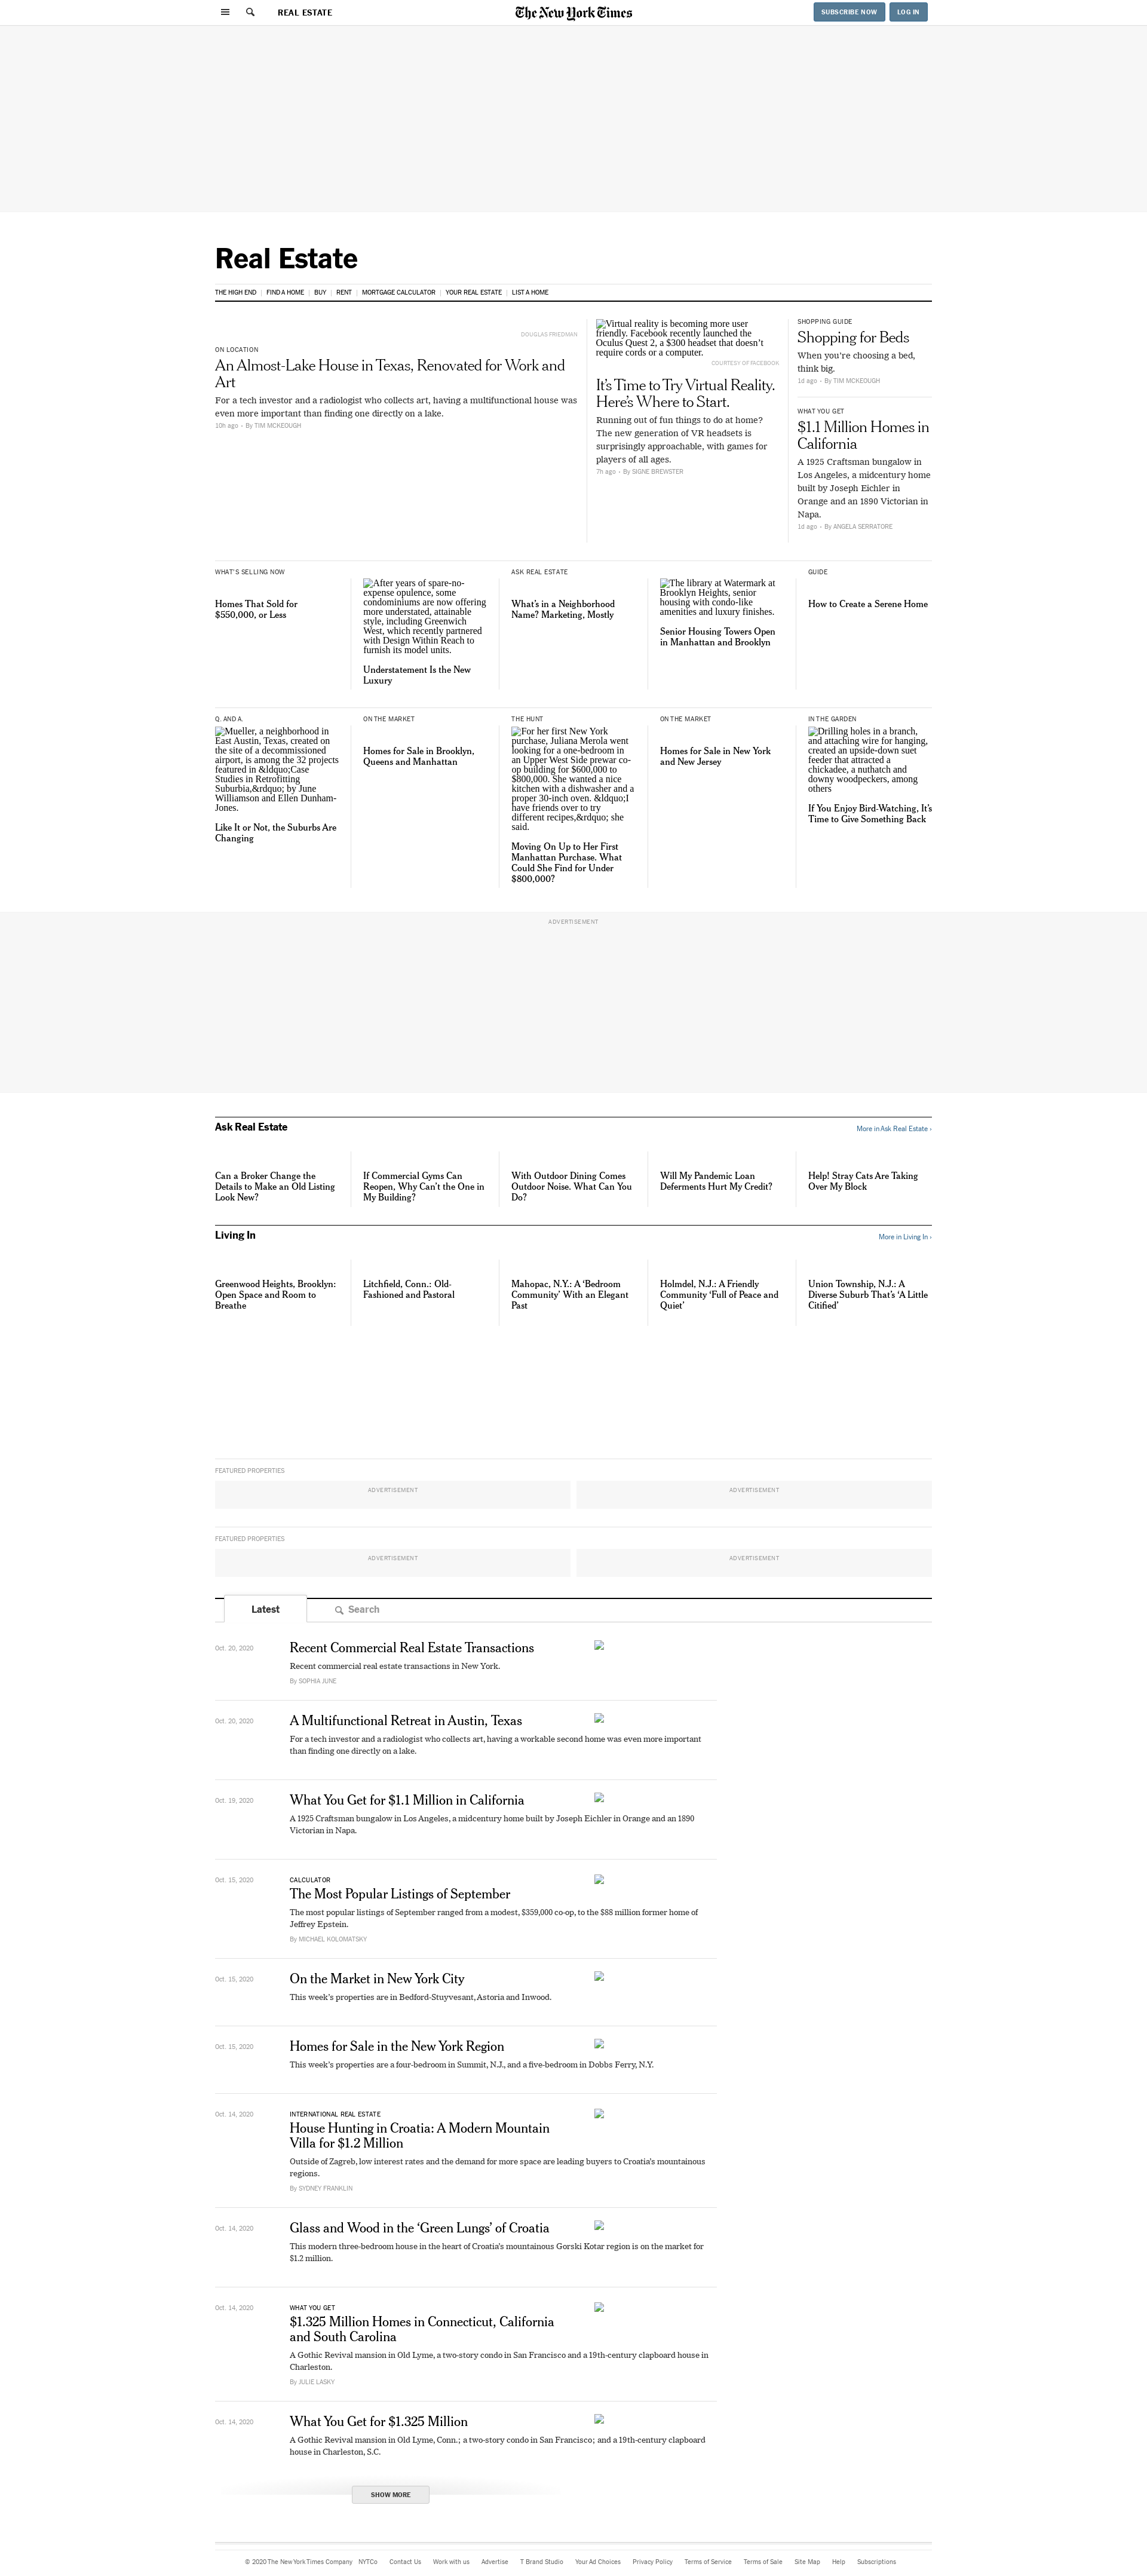 REAL ESTATE
The New York Times
SUBSCRIBE NOW
LOG IN
Real Estate
THE HIGH END | FIND A HOME | BUY | RENT | MORTGAGE CALCULATOR | YOUR REAL ESTATE | LIST A HOME
DOUGLAS FRIEDMAN
ON LOCATION
An Almost-Lake House in Texas, Renovated for Work and
Art
For a tech investor and a radiologist who collects art, having a multifunctional house was
even more important than finding one directly on a lake.
10h ago • By TIM MCKEOUGH
Virtual reality is becoming more user
friendly. Facebook recently launched the
Oculus Quest 2, a $300 headset that doesn’t
require cords or a computer.
COURTESY OF FACEBOOK
It’s Time to Try Virtual Reality.
Here’s Where to Start.
Running out of fun things to do at home?
The new generation of VR headsets is
surprisingly approachable, with games for
players of all ages.
7h ago • By SIGNE BREWSTER
SHOPPING GUIDE
Shopping for Beds
When you’re choosing a bed,
think big.
1d ago • By TIM MCKEOUGH
WHAT YOU GET
$1.1 Million Homes in
California
A 1925 Craftsman bungalow in
Los Angeles, a midcentury home
built by Joseph Eichler in
Orange and an 1890 Victorian in
Napa.
1d ago • By ANGELA SERRATORE
WHAT'S SELLING NOW
Homes That Sold for
$550,000, or Less
After years of spare-no-
expense opulence, some
condominiums are now offering
more understated, attainable
style, including Greenwich
West, which recently partnered
with Design Within Reach to
furnish its model units.
Understatement Is the New
Luxury
ASK REAL ESTATE
What’s in a Neighborhood
Name? Marketing, Mostly
The library at Watermark at
Brooklyn Heights, senior
housing with condo-like
amenities and luxury finishes.
Senior Housing Towers Open
in Manhattan and Brooklyn
GUIDE
How to Create a Serene Home
Q. AND A.
Mueller, a neighborhood in
East Austin, Texas, created on
the site of a decommissioned
airport, is among the 32 projects
featured in &ldquo;Case
Studies in Retrofitting
Suburbia,&rdquo; by June
Williamson and Ellen Dunham-
Jones.
Like It or Not, the Suburbs Are
Changing
ON THE MARKET
Homes for Sale in Brooklyn,
Queens and Manhattan
THE HUNT
For her first New York
purchase, Juliana Merola went
looking for a one-bedroom in
an Upper West Side prewar co-
op building for $600,000 to
$800,000. She wanted a nice
kitchen with a dishwasher and a
proper 30-inch oven. &ldquo;I
have friends over to try
different recipes,&rdquo; she
said.
Moving On Up to Her First
Manhattan Purchase. What
Could She Find for Under
$800,000?
ON THE MARKET
Homes for Sale in New York
and New Jersey
IN THE GARDEN
Drilling holes in a branch,
and attaching wire for hanging,
created an upside-down suet
feeder that attracted a
chickadee, a nuthatch and
downy woodpeckers, among
others
If You Enjoy Bird-Watching, It’s
Time to Give Something Back
ADVERTISEMENT
Ask Real Estate
More in Ask Real Estate ›
Can a Broker Change the
Details to Make an Old Listing
Look New?
If Commercial Gyms Can
Reopen, Why Can’t the One in
My Building?
With Outdoor Dining Comes
Outdoor Noise. What Can You
Do?
Will My Pandemic Loan
Deferments Hurt My Credit?
Help! Stray Cats Are Taking
Over My Block
Living In
More in Living In ›
Greenwood Heights, Brooklyn:
Open Space and Room to
Breathe
Litchfield, Conn.: Old-
Fashioned and Pastoral
Mahopac, N.Y.: A ‘Bedroom
Community’ With an Elegant
Past
Holmdel, N.J.: A Friendly
Community ‘Full of Peace and
Quiet’
Union Township, N.J.: A
Diverse Suburb That’s ‘A Little
Citified’
FEATURED PROPERTIES
ADVERTISEMENT
ADVERTISEMENT
FEATURED PROPERTIES
ADVERTISEMENT
ADVERTISEMENT
Latest
Search
Oct. 20, 2020
Recent Commercial Real Estate Transactions
Recent commercial real estate transactions in New York.
By SOPHIA JUNE
Oct. 20, 2020
A Multifunctional Retreat in Austin, Texas
For a tech investor and a radiologist who collects art, having a workable second home was even more important
than finding one directly on a lake.
Oct. 19, 2020
What You Get for $1.1 Million in California
A 1925 Craftsman bungalow in Los Angeles, a midcentury home built by Joseph Eichler in Orange and an 1890
Victorian in Napa.
Oct. 15, 2020
CALCULATOR
The Most Popular Listings of September
The most popular listings of September ranged from a modest, $359,000 co-op, to the $88 million former home of
Jeffrey Epstein.
By MICHAEL KOLOMATSKY
Oct. 15, 2020
On the Market in New York City
This week’s properties are in Bedford-Stuyvesant, Astoria and Inwood.
Oct. 15, 2020
Homes for Sale in the New York Region
This week’s properties are a four-bedroom in Summit, N.J., and a five-bedroom in Dobbs Ferry, N.Y.
Oct. 14, 2020
INTERNATIONAL REAL ESTATE
House Hunting in Croatia: A Modern Mountain
Villa for $1.2 Million
Outside of Zagreb, low interest rates and the demand for more space are leading buyers to Croatia’s mountainous
regions.
By SYDNEY FRANKLIN
Oct. 14, 2020
Glass and Wood in the ‘Green Lungs’ of Croatia
This modern three-bedroom house in the heart of Croatia’s mountainous Gorski Kotar region is on the market for
$1.2 million.
Oct. 14, 2020
WHAT YOU GET
$1.325 Million Homes in Connecticut, California
and South Carolina
A Gothic Revival mansion in Old Lyme, a two-story condo in San Francisco and a 19th-century clapboard house in
Charleston.
By JULIE LASKY
Oct. 14, 2020
What You Get for $1.325 Million
A Gothic Revival mansion in Old Lyme, Conn.; a two-story condo in San Francisco; and a 19th-century clapboard
house in Charleston, S.C.
SHOW MORE
© 2020 The New York Times Company NYTCo Contact Us Work with us Advertise T Brand Studio Your Ad Choices Privacy Policy Terms of Service Terms of Sale Site Map Help Subscriptions